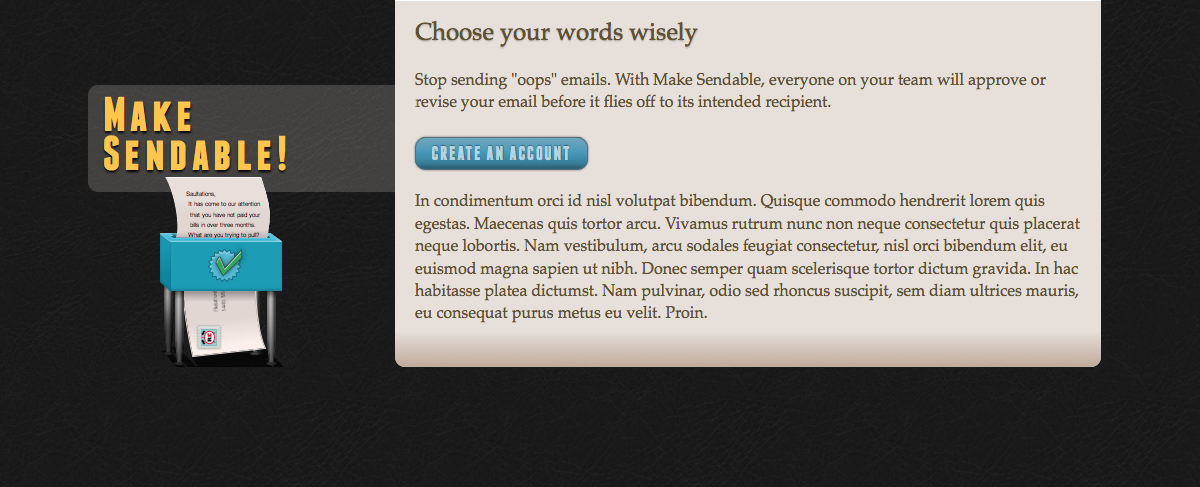 Choose your words wisely
Stop sending "oops" emails. With Make Sendable, everyone on your team will approve or
revise your email before it flies off to its intended recipient.
CREATE AN ACCOUNT
In condimentum orci id nisl volutpat bibendum. Quisque commodo hendrerit lorem quis
egestas. Maecenas quis tortor arcu. Vivamus rutrum nunc non neque consectetur quis placerat
neque lobortis. Nam vestibulum, arcu sodales feugiat consectetur, nisl orci bibendum elit, eu
euismod magna sapien ut nibh. Donec semper quam scelerisque tortor dictum gravida. In hac
habitasse platea dictumst. Nam pulvinar, odio sed rhoncus suscipit, sem diam ultrices mauris,
eu consequat purus metus eu velit. Proin.
MAKE
SENDABLE!
Saultations,
It has come to our attention
that you have not paid your
bills in over three months.
What are you trying to pull?